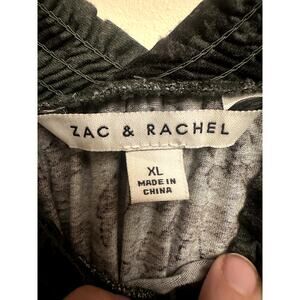 ZAC & RACHEL
XL
MADE IN
CHINA